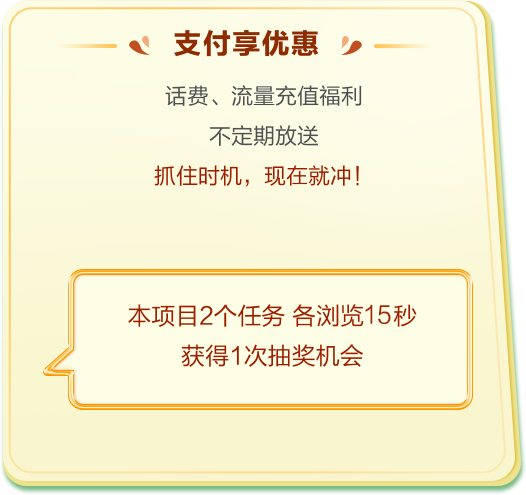 支付享优惠
话费、流量充值福利
不定期放送
抓住时机，现在就冲！
本项目2个任务 各浏览15秒
获得1次抽奖机会